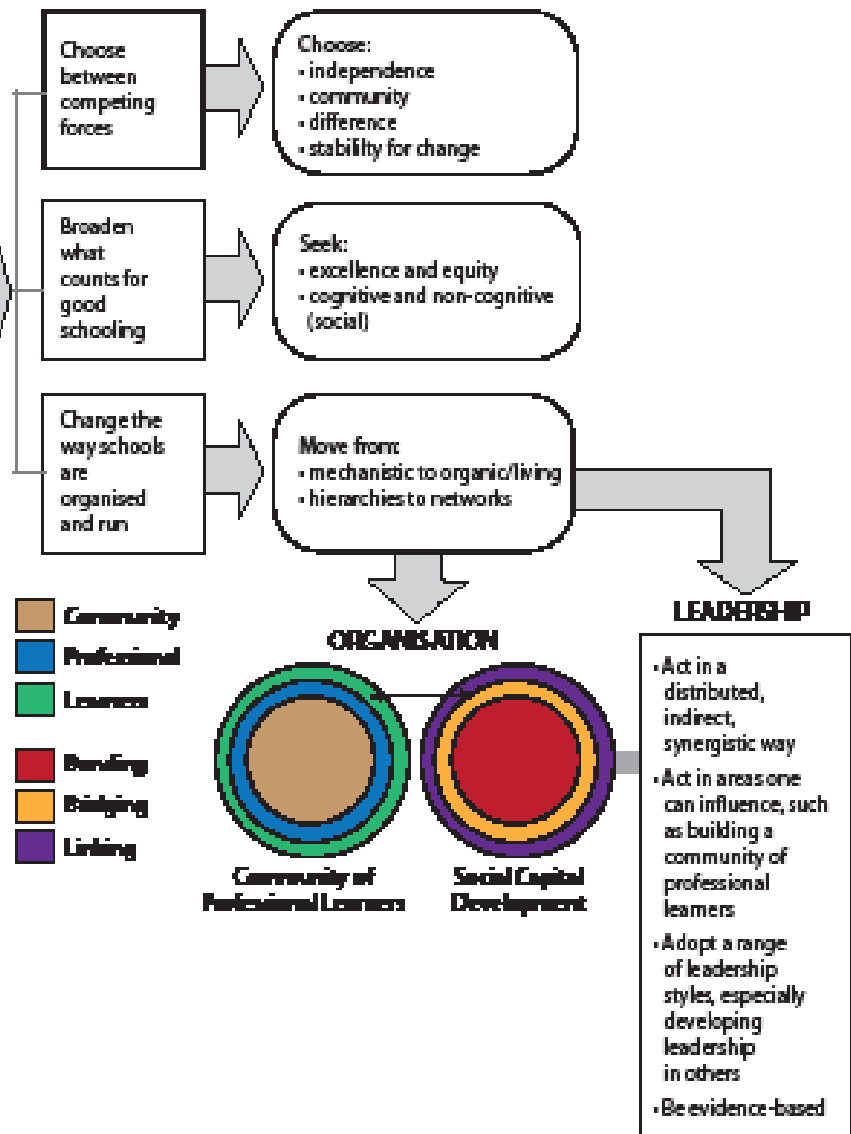 Choose
between
competing
forces
Choose:
• independence
• community
• difference
• stability for change
Broaden
what
counts for
good
schooling
Seek:
• excellence and equity
• cognitive and non-cognitive
(social)
Change the
way schools
are
organised
and run
Move from:
• mechanistic to organic/living
• hierarchies to networks
Community
Professional
Learners
Bonding
Bridging
Linking
ORGANISATION
Community of
Professional Learners
Social Capital
Development
LEADERSHIP
• Act in a
distributed,
indirect,
synergistic way
• Act in areas one
can influence, such
as building a
community of
professional
learners
• Adopt a range
of leadership
styles, especially
developing
leadership
in others
• Be evidence-based